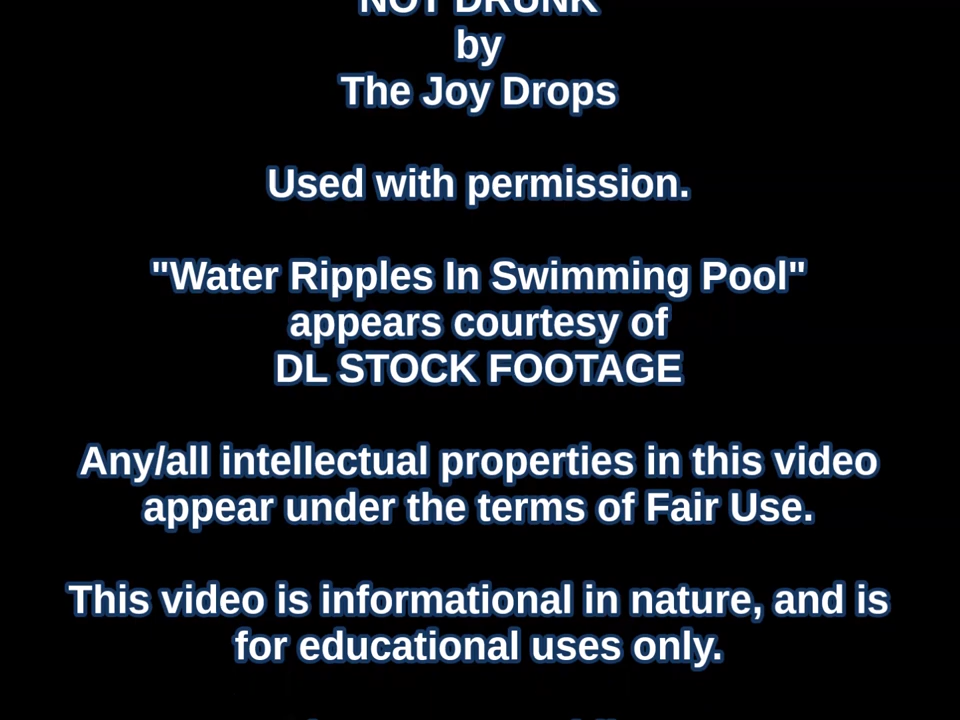 NOT DRUNK
by
The Joy Drops
Used with permission.
"Water Ripples In Swimming Pool"
appears courtesy of
DL STOCK FOOTAGE
Any/all intellectual properties in this video
appear under the terms of Fair Use.
This video is informational in nature, and is
for educational uses only.